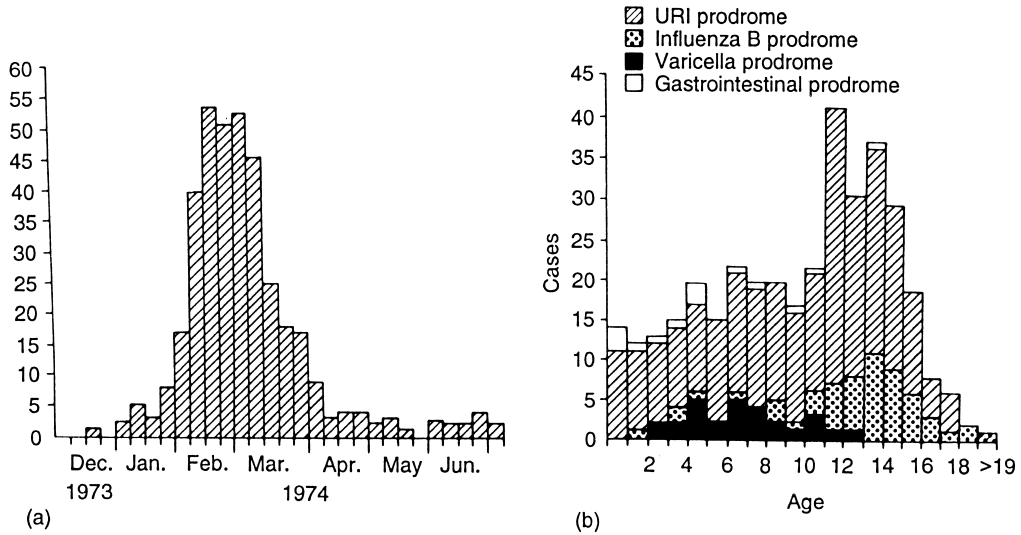 60
55
50
45
40
35
30
25
20
15
10
5
0
Dec. Jan. Feb. Mar. Apr. May Jun.
1973 1974
(a)
URI prodrome
Influenza B prodrome
Varicella prodrome
Gastrointestinal prodrome
45
40
35
30
25
20
15
10
5
0
Cases
2 4 6 8 10 12 14 16 18 >19
Age
(b)